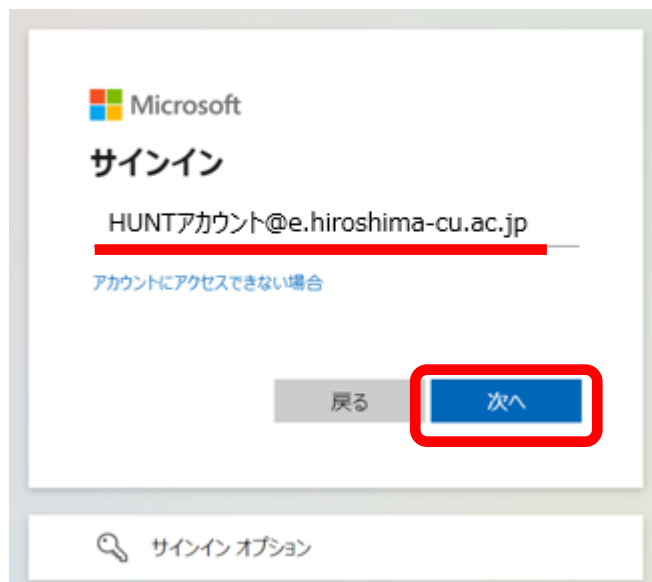 Microsoft
サインイン
HUNTアカウント@e.hiroshima-cu.ac.jp
アカウントにアクセスできない場合
戻る 次へ
サインイン オプション